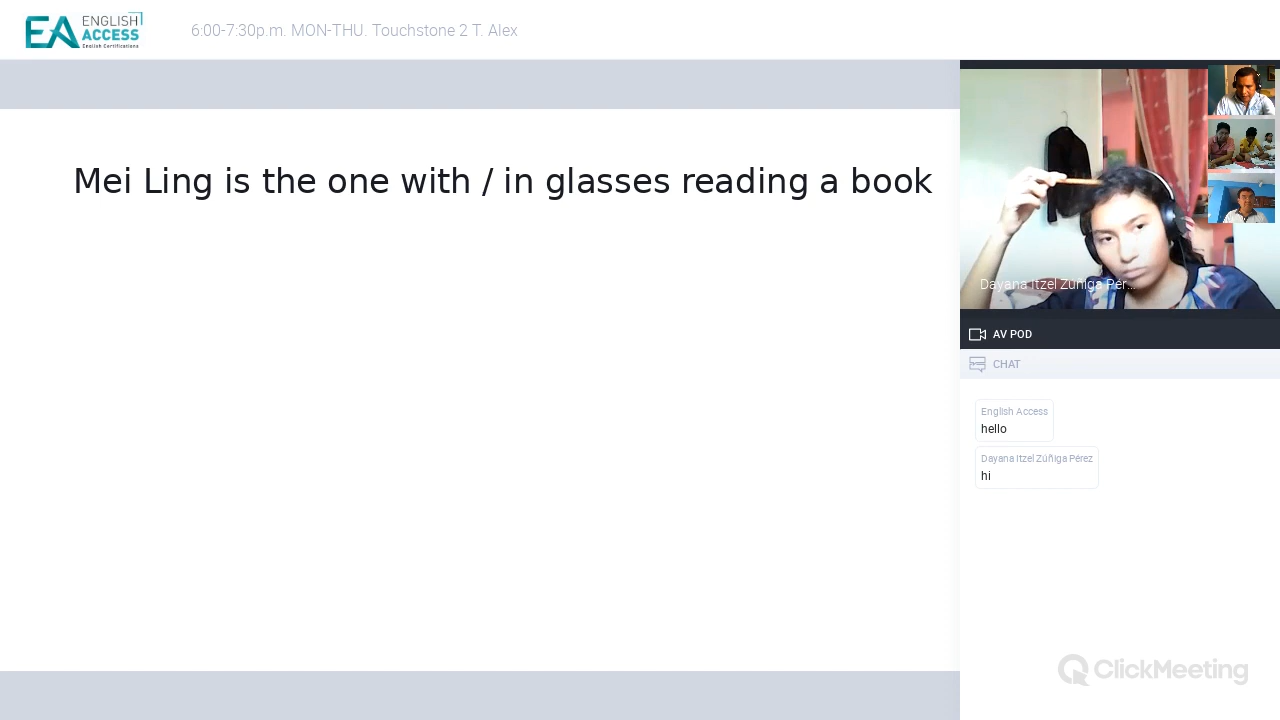 ENGLISH
ACCESS
English Certifications
6:00-7:30p.m. MON-THU. Touchstone 2 T. Alex
Mei Ling is the one with / in glasses reading a book
Dayana Itzel Zúñiga Pér...
AV POD
CHAT
English Access
hello
Dayana Itzel Zúñiga Pérez
hi
ClickMeeting